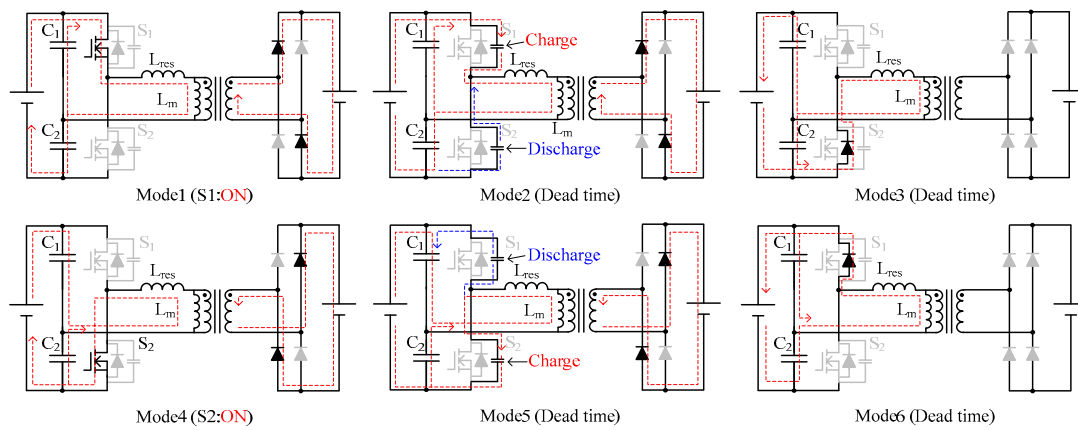 C1
S1
Lres
Lm
C2
S2
Mode1 (S1:ON)
C1
S1
Charge
Lres
Lm
C2
S2
Discharge
Mode2 (Dead time)
C1
S1
Lres
Lm
C2
S2
Mode3 (Dead time)
C1
S1
Lres
Lm
C2
S2
Mode4 (S2:ON)
C1
S1
Discharge
Lres
Lm
C2
S2
Charge
Mode5 (Dead time)
C1
S1
Lres
Lm
C2
S2
Mode6 (Dead time)